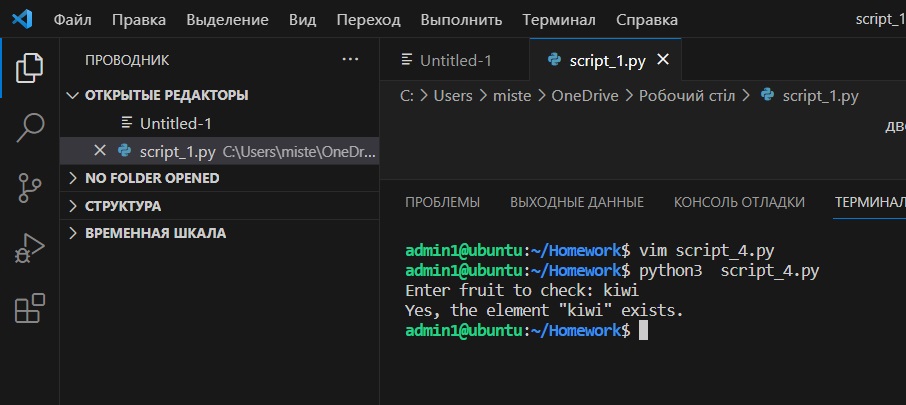 Файл Правка Выделение Вид Переход Выполнить Терминал Справка script_1
ПРОВОДНИК
ОТКРЫТЫЕ РЕДАКТОРЫ
Untitled-1
script_1.py C:\Users\miste\OneDr...
NO FOLDER OPENED
СТРУКТУРА
ВРЕМЕННАЯ ШКАЛА
Untitled-1 script_1.py
C: > Users > miste > OneDrive > Робочий стіл > script_1.py
дво
ПРОБЛЕМЫ ВЫХОДНЫЕ ДАННЫЕ КОНСОЛЬ ОТЛАДКИ ТЕРМИНАЛ
admin1@ubuntu:~/Homework$ vim script_4.py
admin1@ubuntu:~/Homework$ python3  script_4.py
Enter fruit to check: kiwi
Yes, the element "kiwi" exists.
admin1@ubuntu:~/Homework$